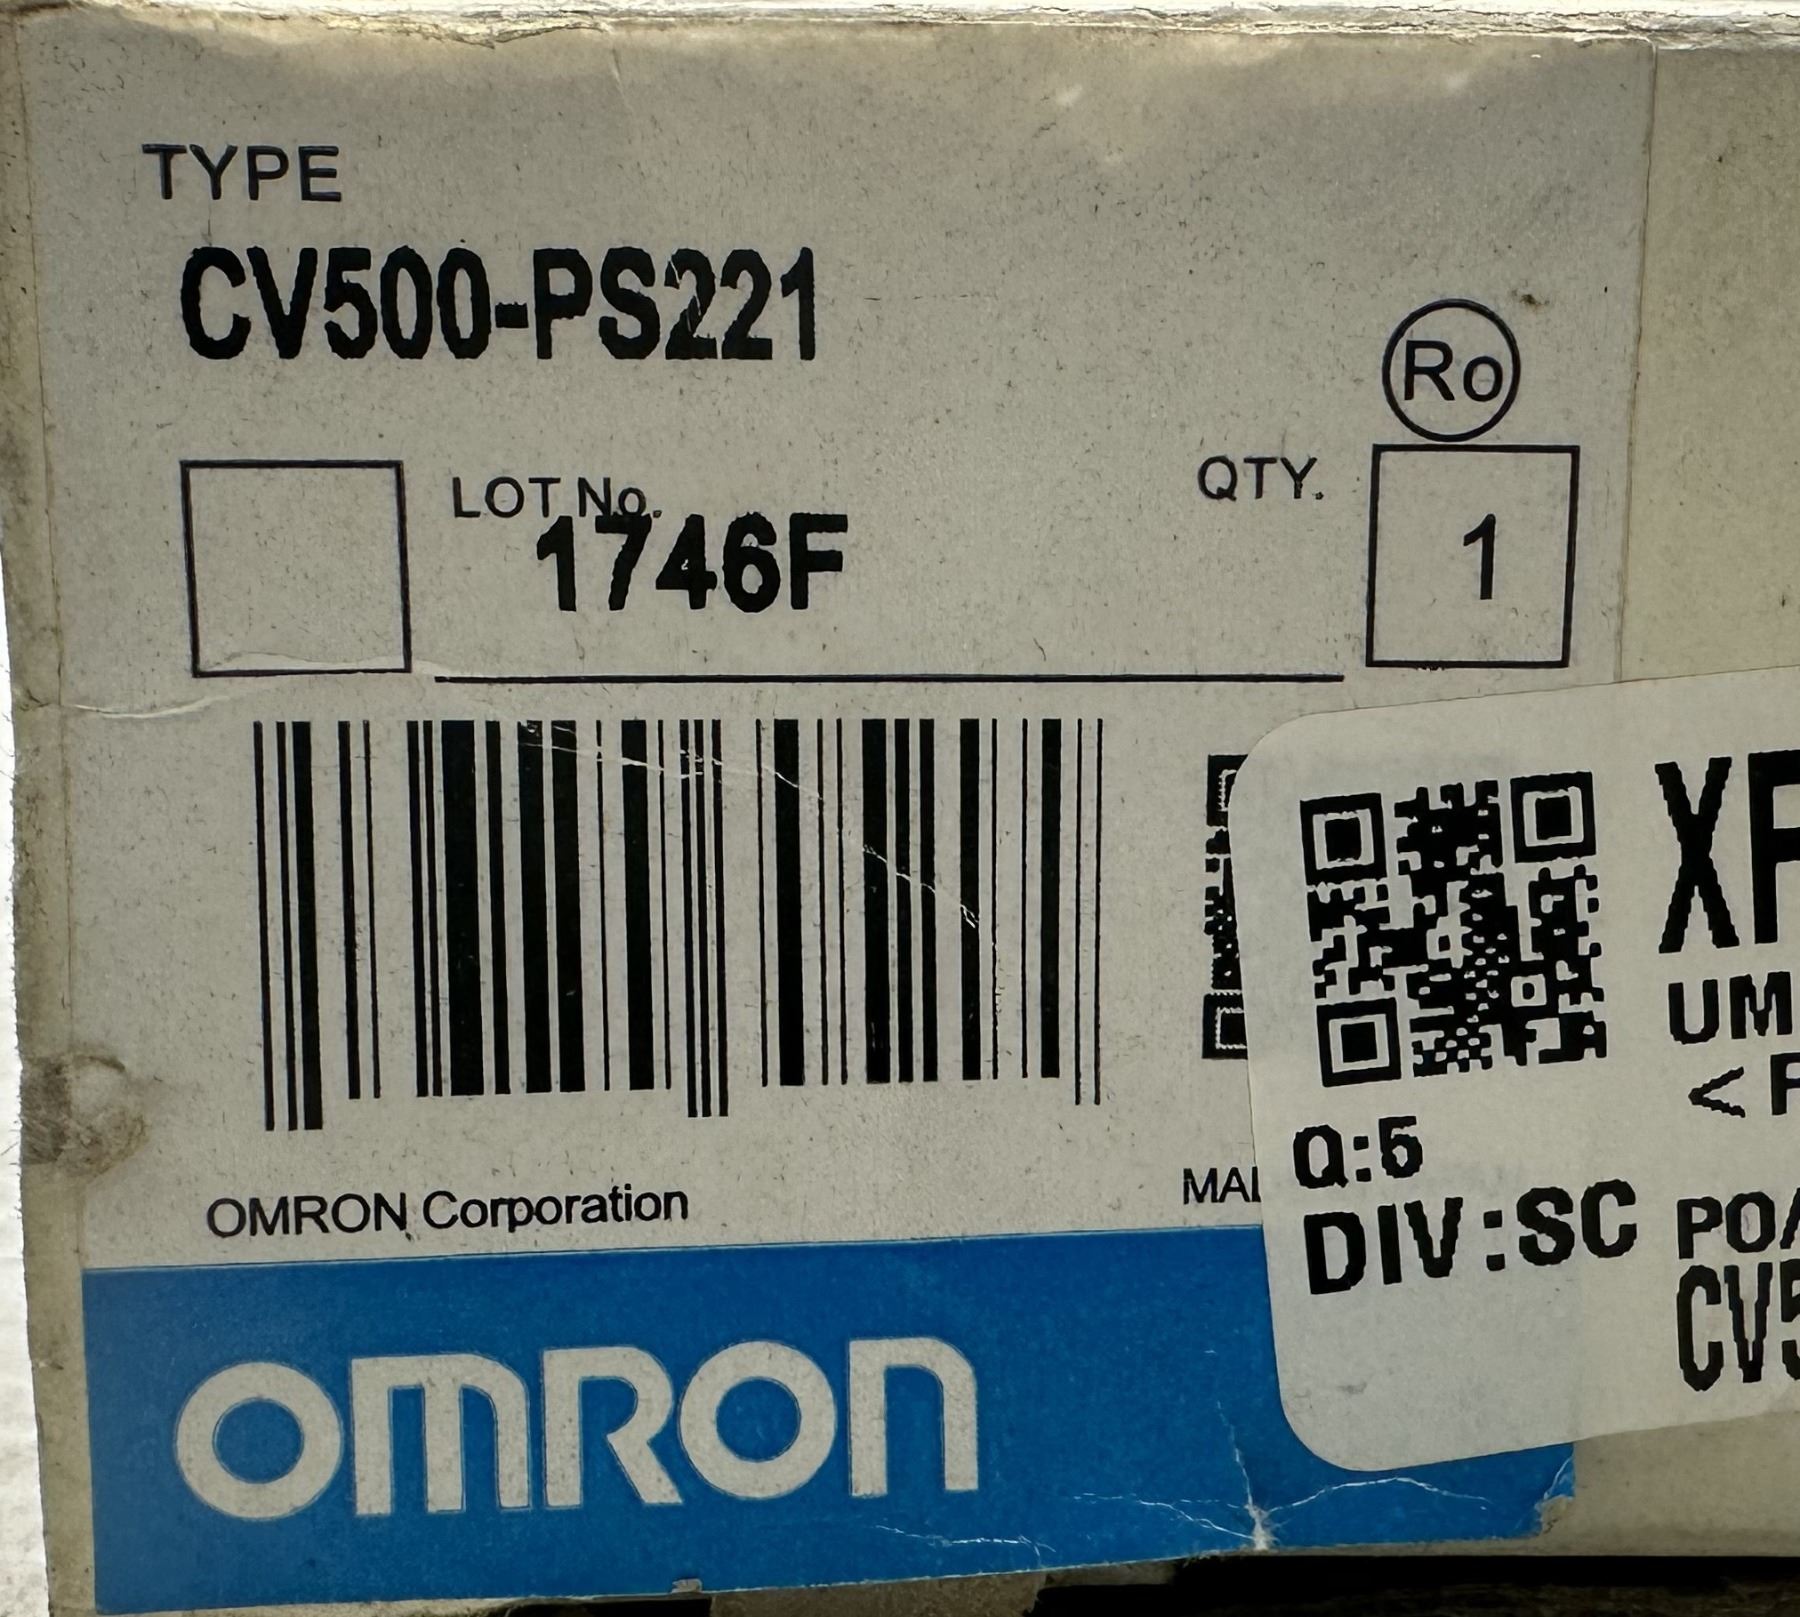 TYPE
CV500-PS221
Ro
LOT No.
1746F
QTY.
1
OMRON Corporation
OMRON
Q:5
DIV:SC